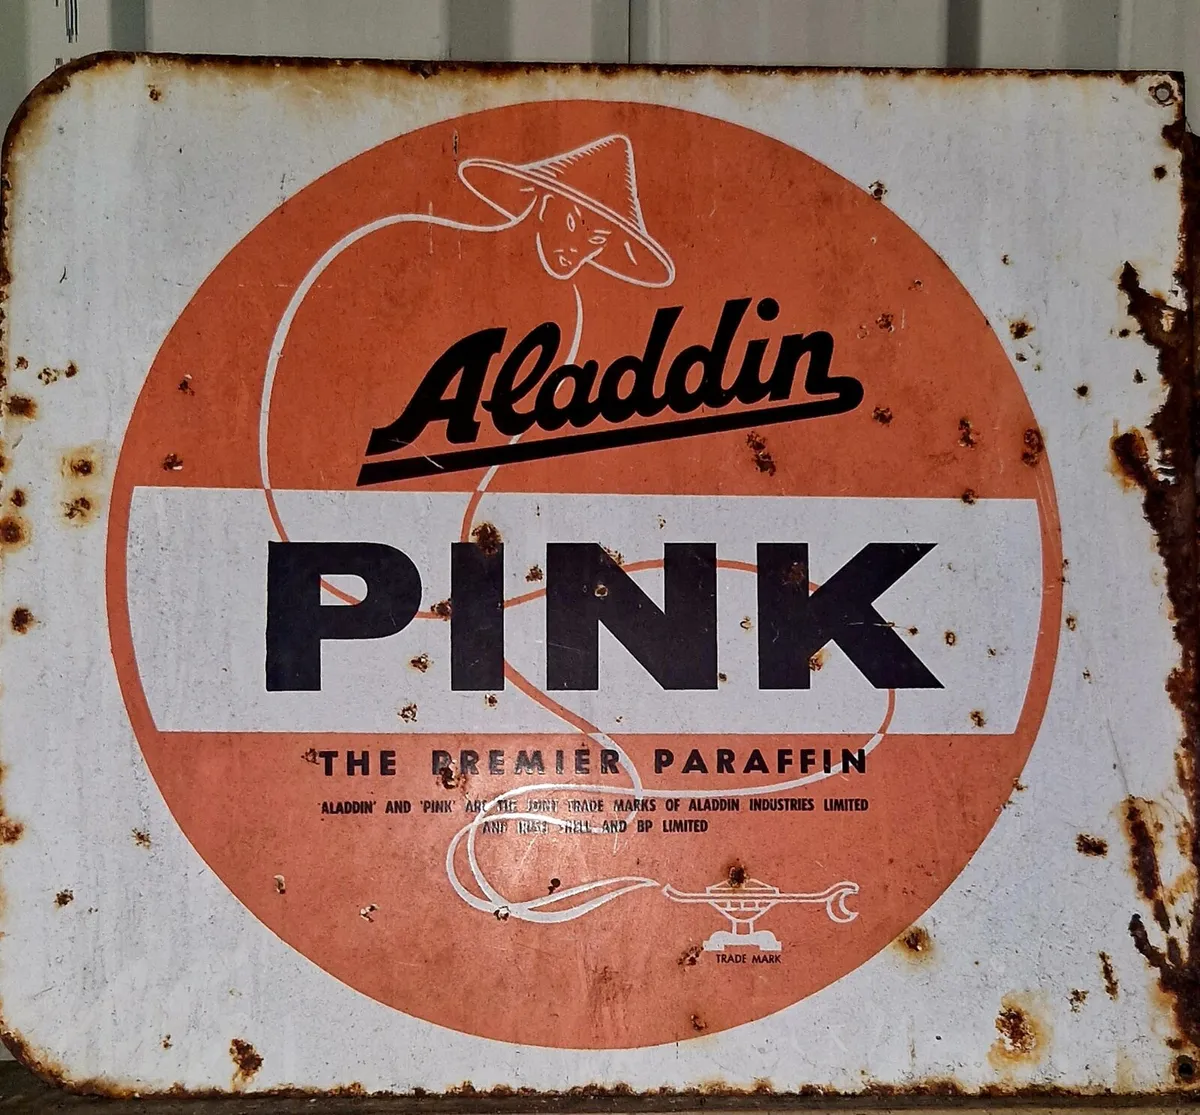 Aladdin
PINK
THE PREMIER PARAFFIN
'ALADDIN' AND 'PINK' ARE THE JOINT TRADE MARKS OF ALADDIN INDUSTRIES LIMITED
AND IRISH SHELL AND BP LIMITED
TRADE MARK